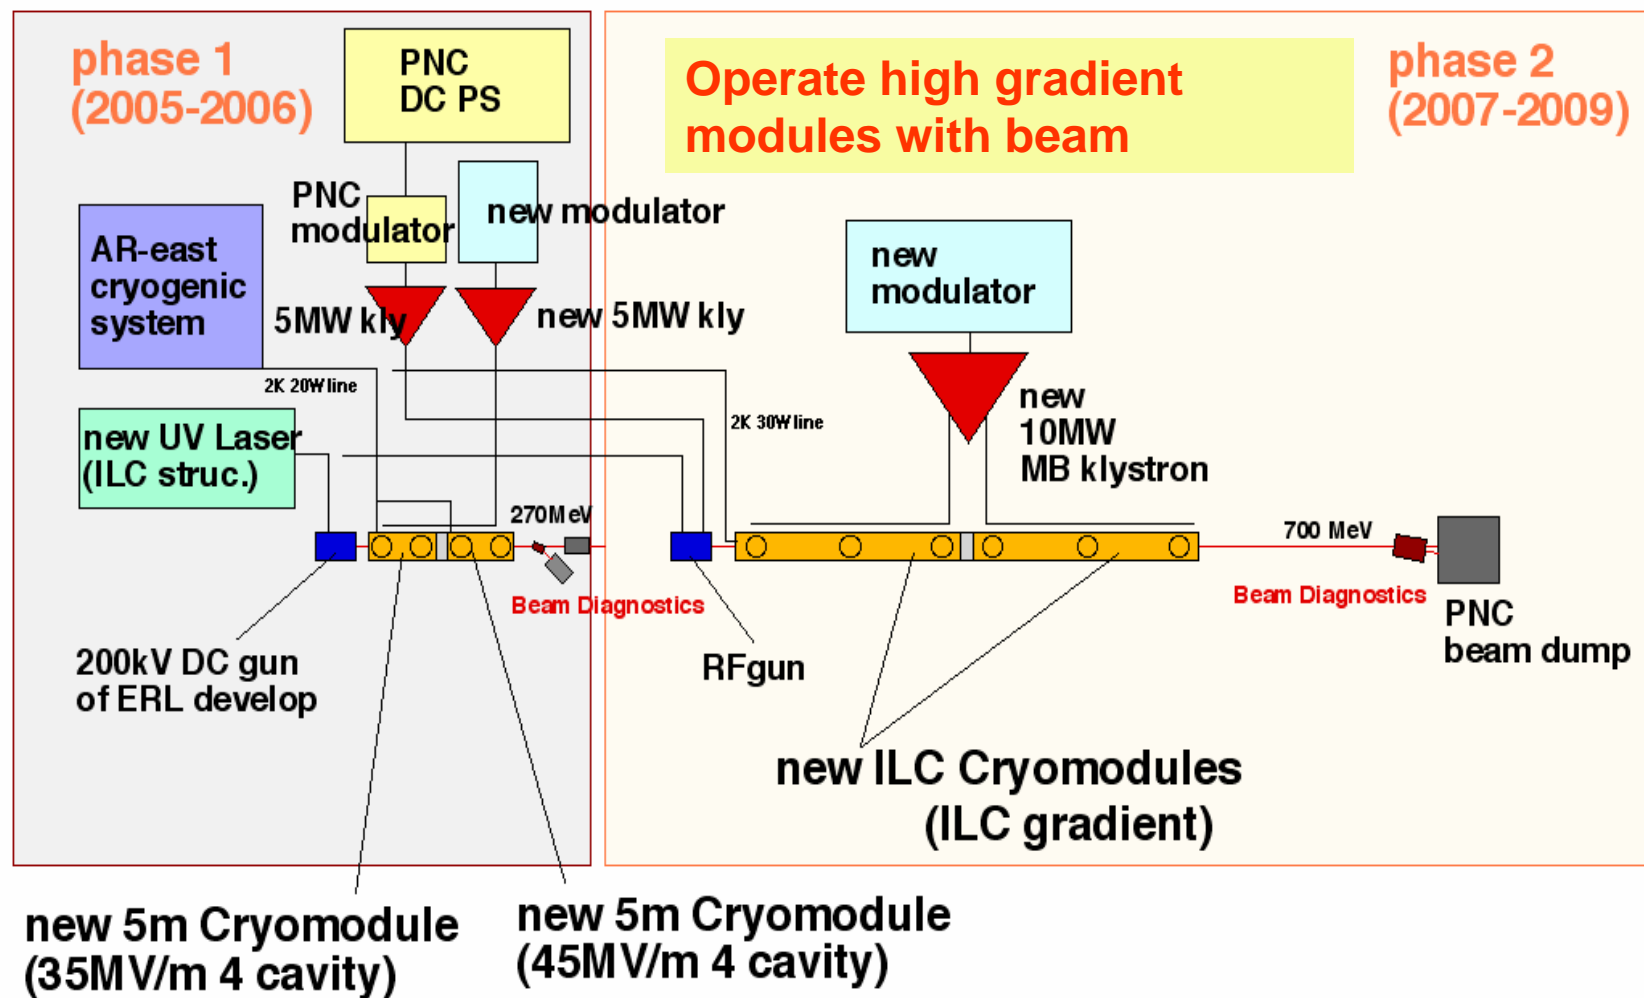 phase 1
(2005-2006)
PNC
DC PS
Operate high gradient
modules with beam
phase 2
(2007-2009)
PNC
modulator
new modulator
AR-east
cryogenic
system
5MW kly
new 5MW kly
new
modulator
2K 20W line
new UV Laser
(ILC struc.)
2K 30W line
new
10MW
MB klystron
270MeV
Beam Diagnostics
700 MeV
Beam Diagnostics
200kV DC gun
of ERL develop
RFgun
PNC
beam dump
new ILC Cryomodules
(ILC gradient)
new 5m Cryomodule
(35MV/m 4 cavity)
new 5m Cryomodule
(45MV/m 4 cavity)